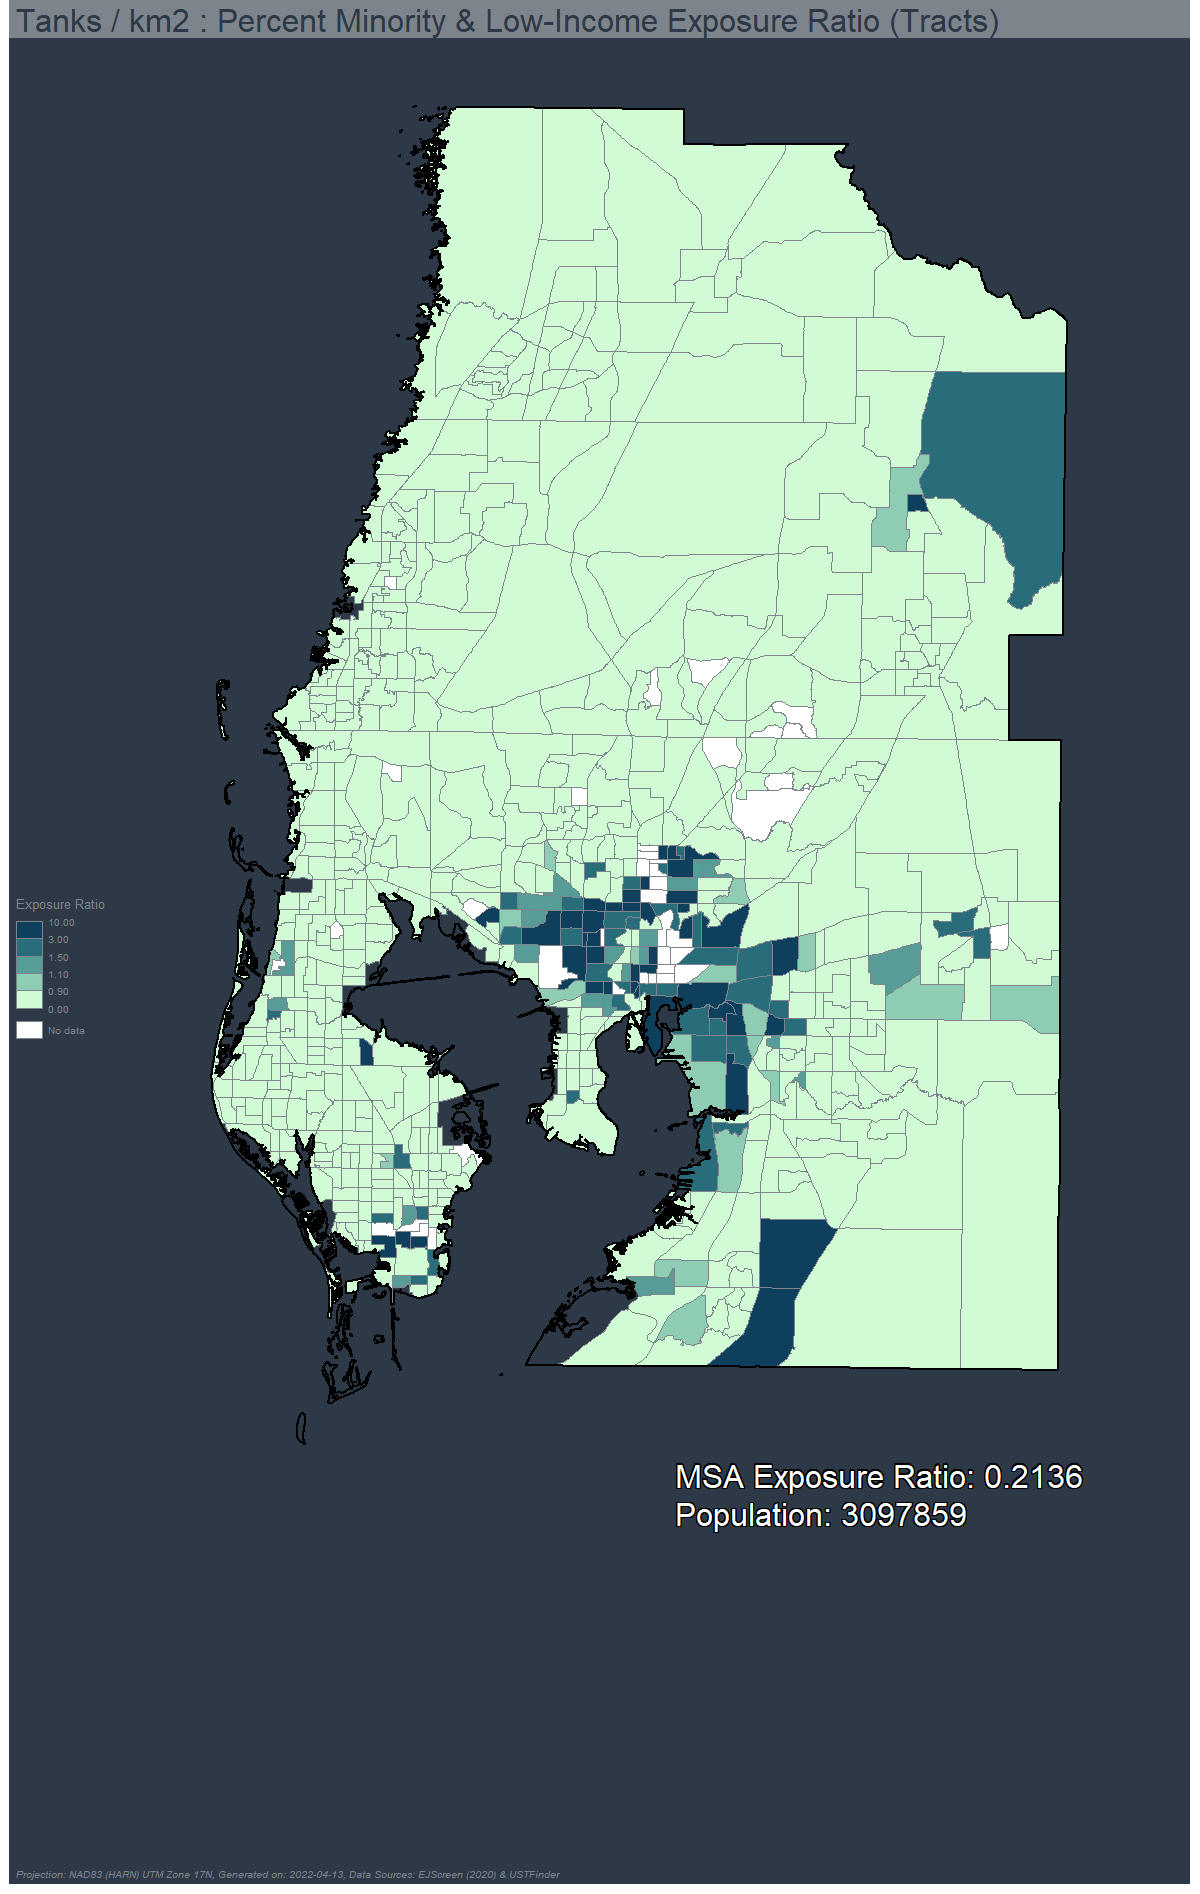 Tanks / km2 : Percent Minority & Low-Income Exposure Ratio (Tracts)
Exposure Ratio
10.00
3.00
1.50
1.10
0.90
0.00
No data
MSA Exposure Ratio: 0.2136
Population: 3097859
Projection: NAD83 (HARN) UTM Zone 17N, Generated on: 2022-04-13, Data Sources: EJScreen (2020) & USTFinder